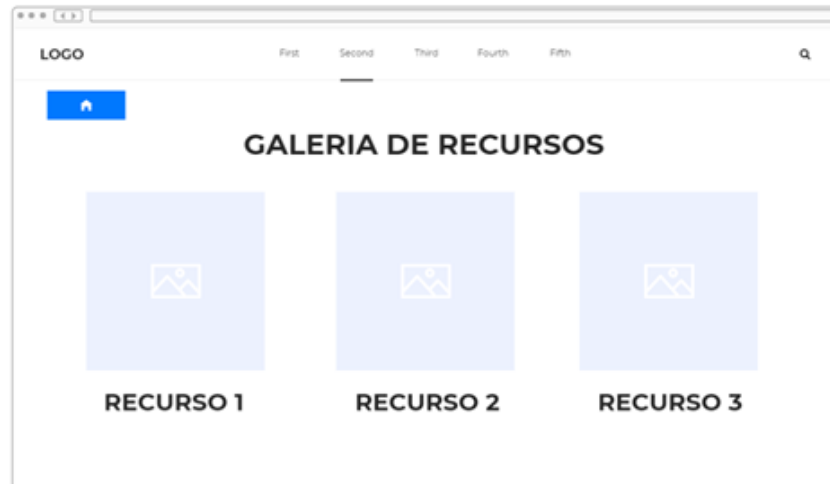 LOGO First Second Third Fourth Fifth
GALERIA DE RECURSOS
RECURSO 1 RECURSO 2 RECURSO 3